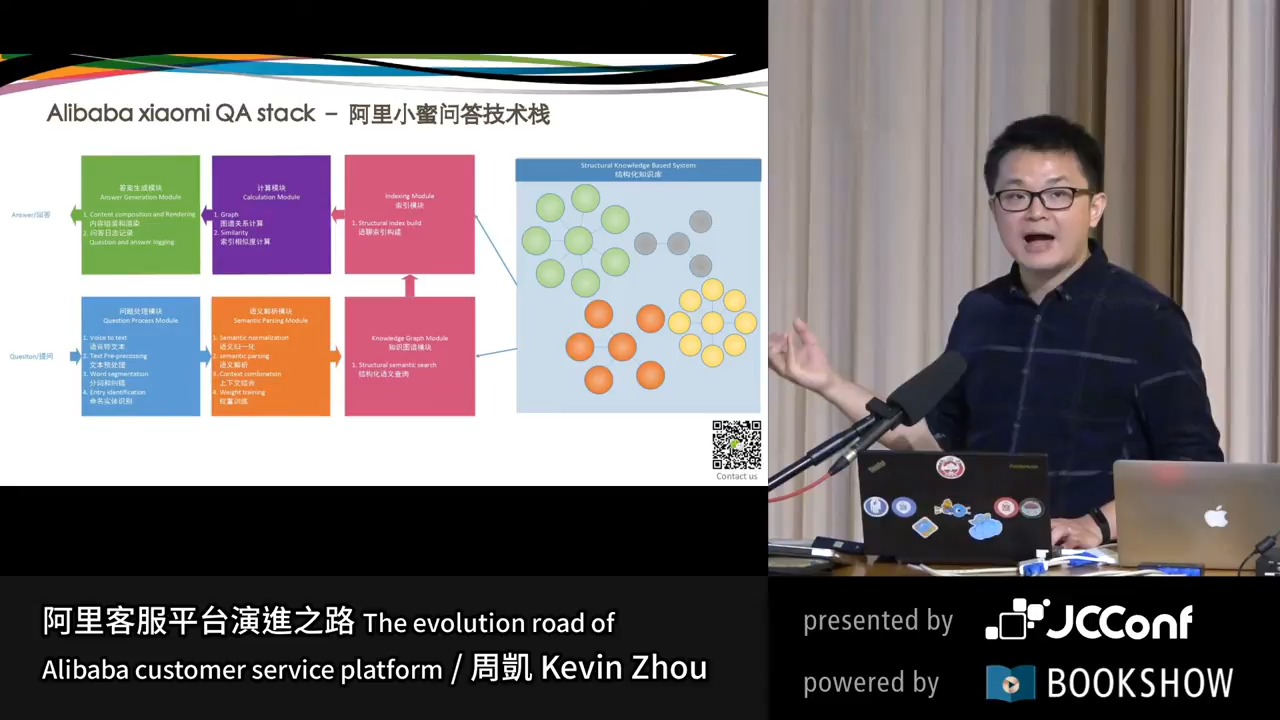 Alibaba xiaomi QA stack – 阿里小蜜问答技术栈
答案生成模块
Answer Generation Module
1. Content composition and Rendering
内容组装和渲染
2. 问答日志记录
Question and answer logging
计算模块
Calculation Module
1. Graph
图谱关系计算
2. Similarity
索引相似度计算
Indexing Module
索引模块
1. Structural index build
语聊索引构建
Structural Knowledge Based System
结构化知识库
Answer/回答
问题处理模块
Question Process Module
1. Voice to text
语音转文本
2. Text Pre-processing
文本预处理
3. Word segmentation
分词和纠错
4. Entry identification
命名实体识别
语义解析模块
Semantic Parsing Module
1. Semantic normalization
语义归一化
2. semantic parsing
语义解析
3. Context combination
上下文结合
4. Weight training
权重训练
Knowledge Graph Module
知识图谱模块
1. Structural semantic search
结构化语义查询
Quesiton/提问
Contact us
阿里客服平台演進之路 The evolution road of
Alibaba customer service platform / 周凱 Kevin Zhou
presented by JCConf
powered by BOOKSHOW